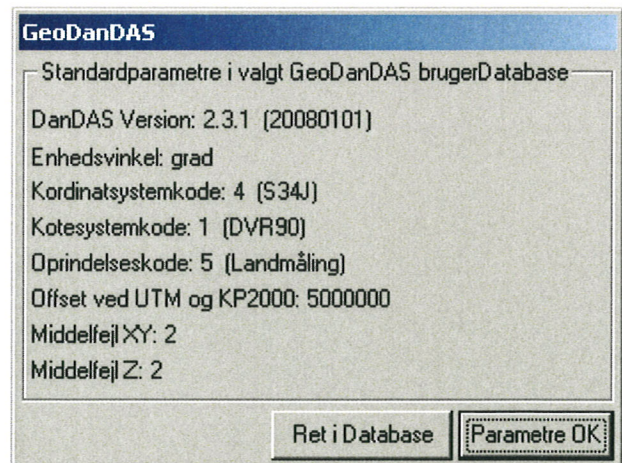 GeoDanDAS
Standardparametre i valgt GeoDanDAS brugerDatabase
DanDAS Version: 2.3.1 (20080101)
Enhedsvinkel: grad
Kordinatsystemkode: 4 (S34J)
Kotesystemkode: 1 (DVR90)
Oprindelseskode: 5 (Landmåling)
Offset ved UTM og KP2000: 5000000
Middelfejl XY: 2
Middelfejl Z: 2
Ret i Database
Parametre OK